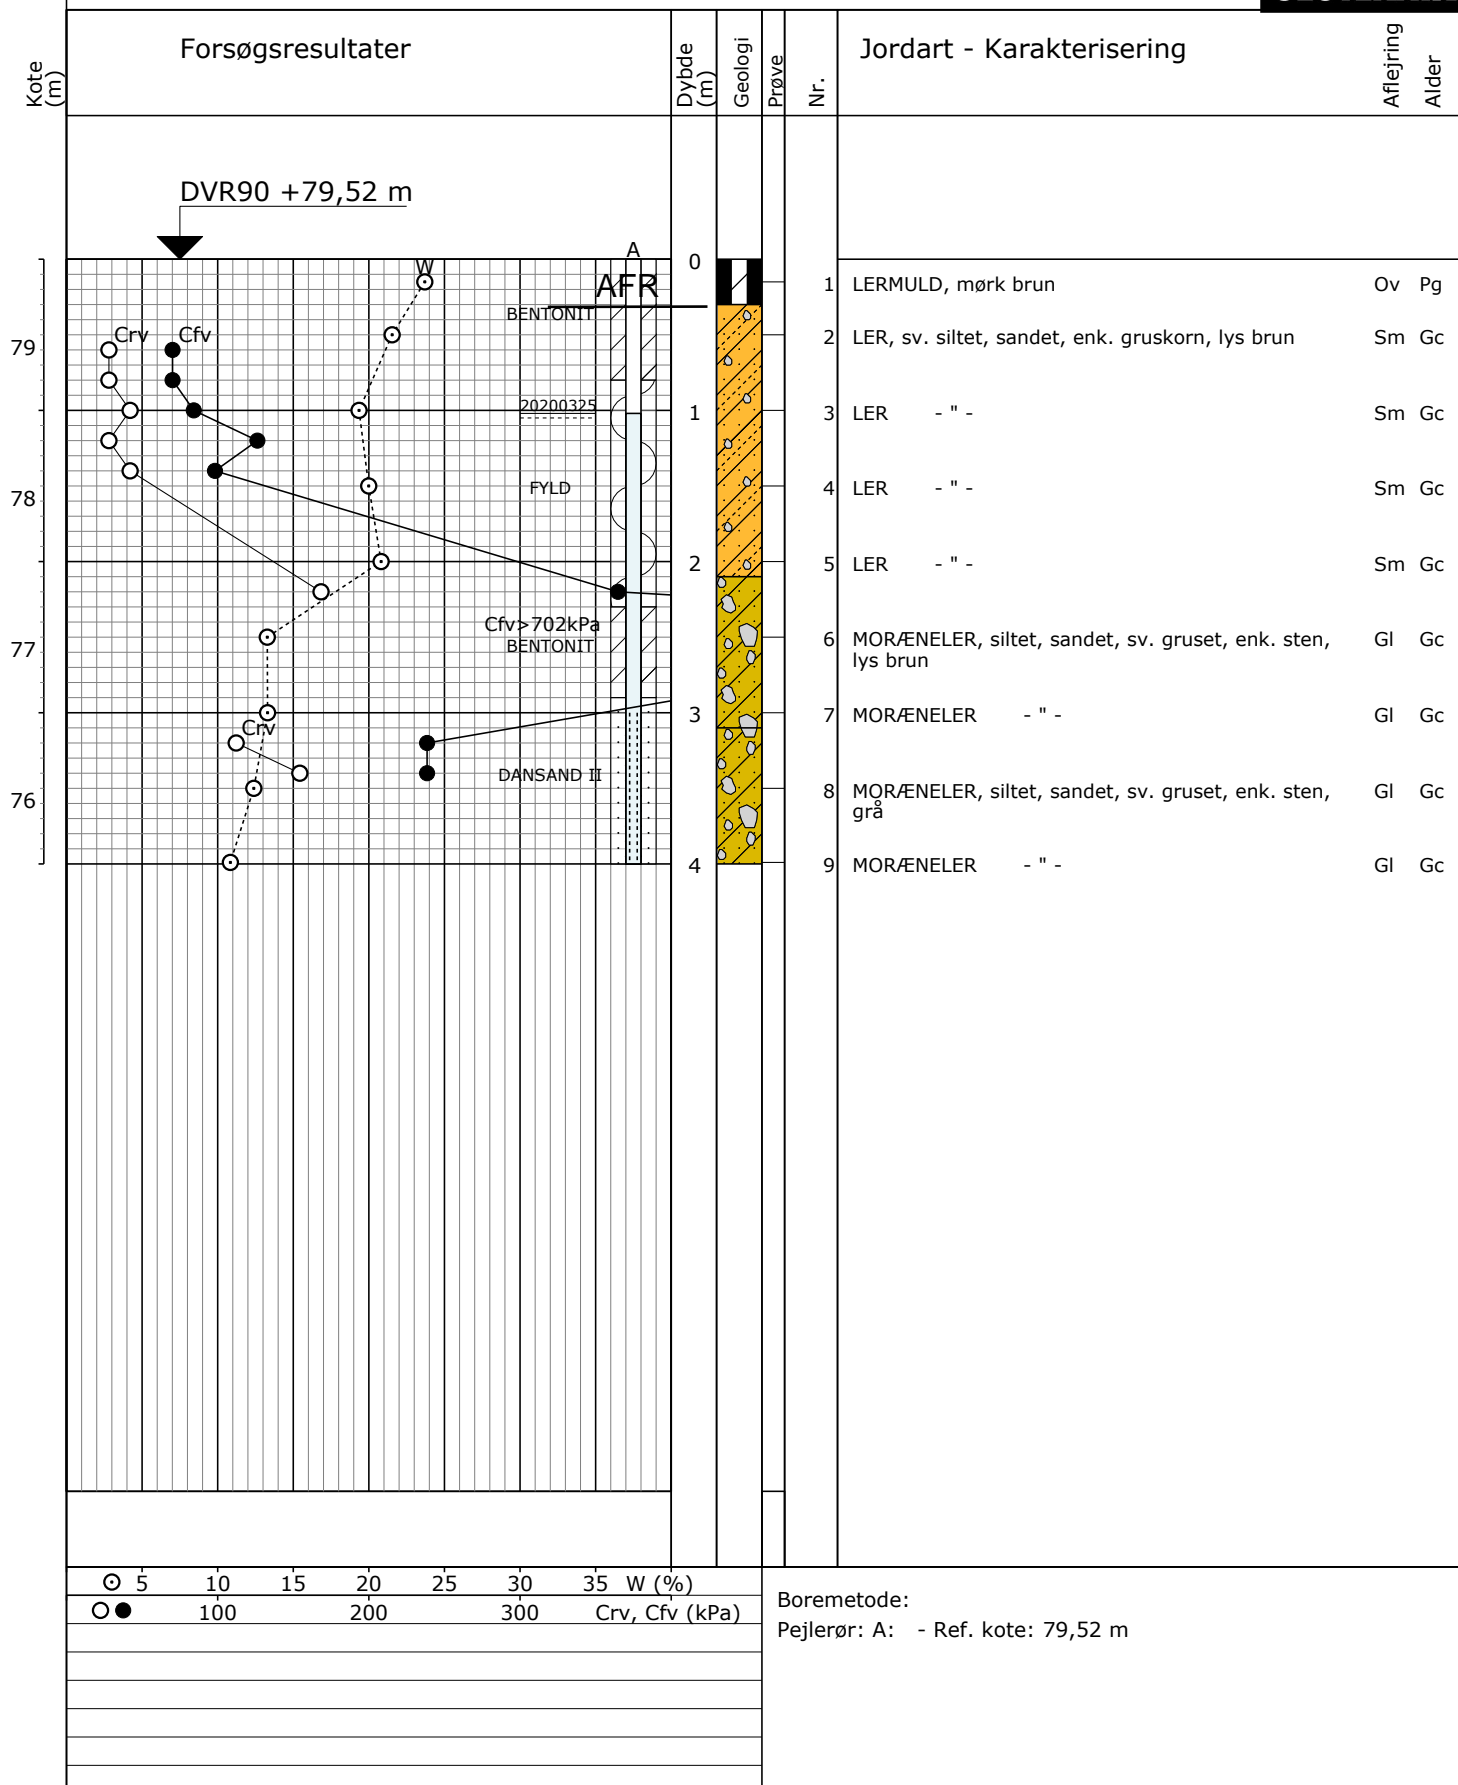 Kote
(m)
Forsøgsresultater
Dybde
(m)
Geologi
Prøve
Nr.
Jordart - Karakterisering
Aflejring
Alder
DVR90 +79,52 m
A
W
0
AFR
1 LERMULD, mørk brun Ov Pg
BENTONIT
Crv Cfv
79
2 LER, sv. siltet, sandet, enk. gruskorn, lys brun Sm Gc
20200325
1
3 LER - " - Sm Gc
78
FYLD
4 LER - " - Sm Gc
2
5 LER - " - Sm Gc
Cfv>702kPa
BENTONIT
77
6 MORÆNELER, siltet, sandet, sv. gruset, enk. sten, Gl Gc
lys brun
3
7 MORÆNELER - " - Gl Gc
Crv
DANSAND II
76
8 MORÆNELER, siltet, sandet, sv. gruset, enk. sten, Gl Gc
grå
4
9 MORÆNELER - " - Gl Gc
5 10 15 20 25 30 35 W (%)
100 200 300 Crv, Cfv (kPa)
Boremetode:
Pejlerør: A: - Ref. kote: 79,52 m